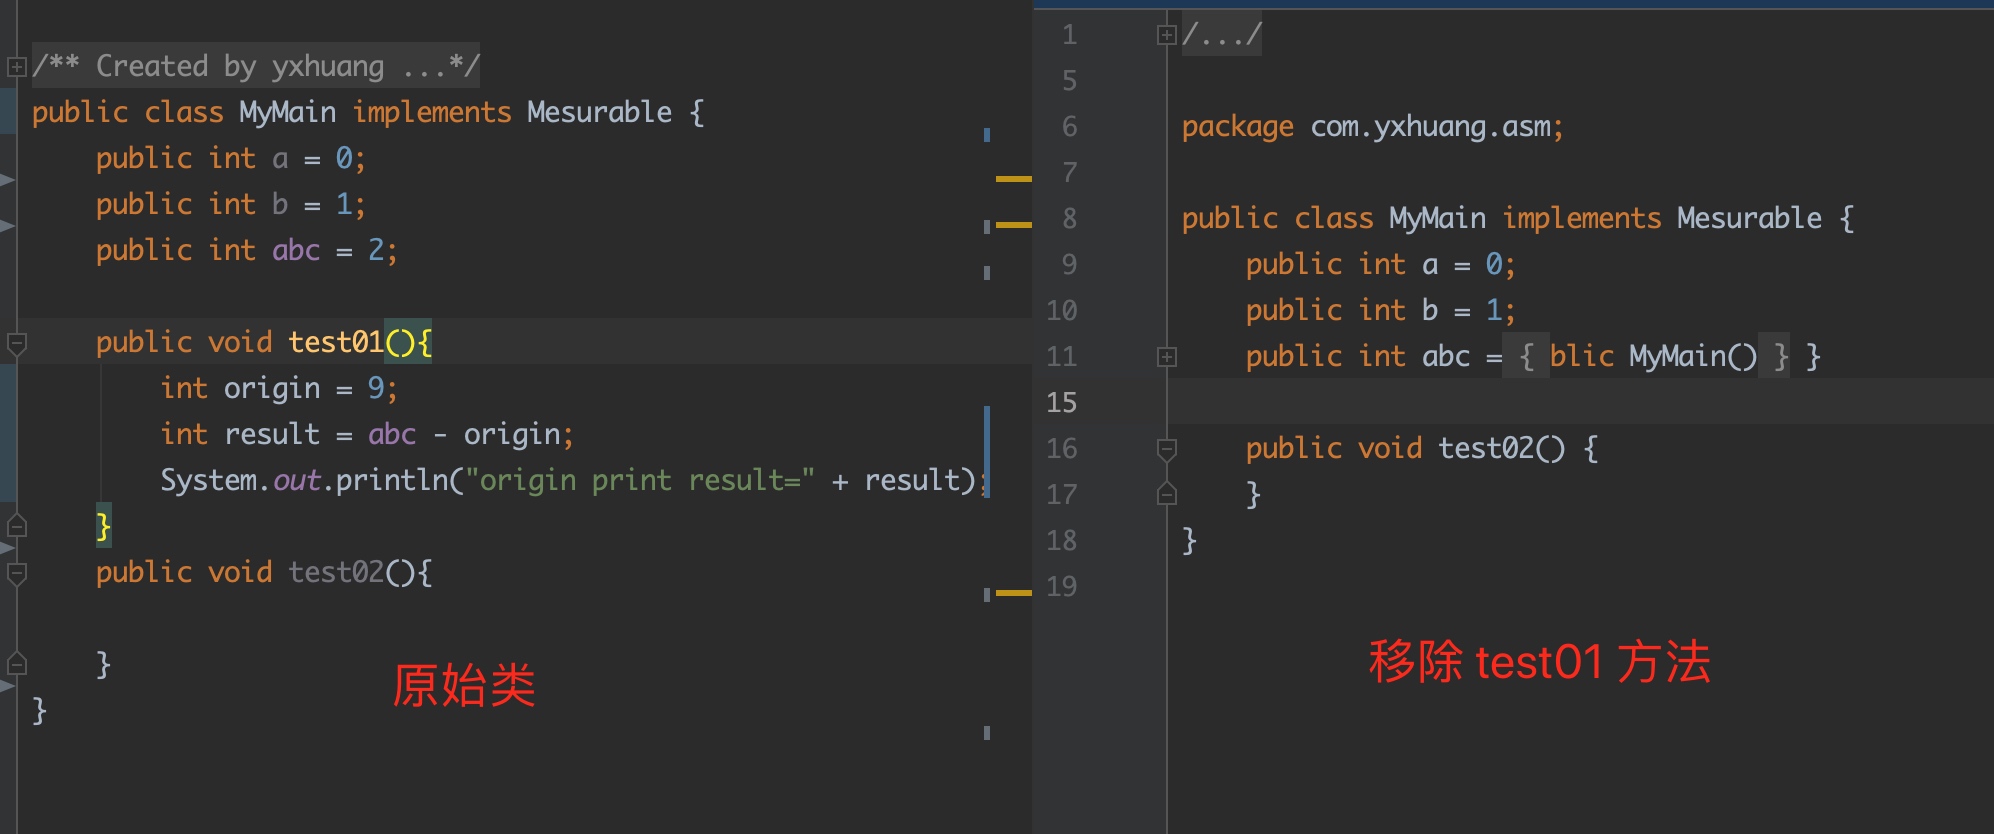 /** Created by yxhuang ...*/
public class MyMain implements Mesurable {
    public int a = 0;
    public int b = 1;
    public int abc = 2;
    public void test01(){
        int origin = 9;
        int result = abc - origin;
        System.out.println("origin print result=" + result);
    }
    public void test02(){
    }
}
原始类
1 /.../
5
6 package com.yxhuang.asm;
7
8 public class MyMain implements Mesurable {
9     public int a = 0;
10     public int b = 1;
11     public int abc = { blic MyMain() } }
15
16     public void test02() {
17     }
18 }
19
移除 test01 方法